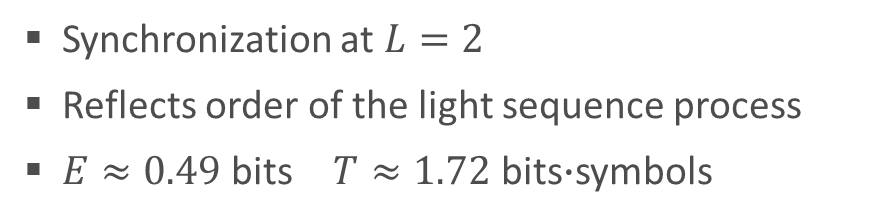 ▪ Synchronization at L = 2
▪ Reflects order of the light sequence process
▪ E ≈ 0.49 bits T ≈ 1.72 bits·symbols